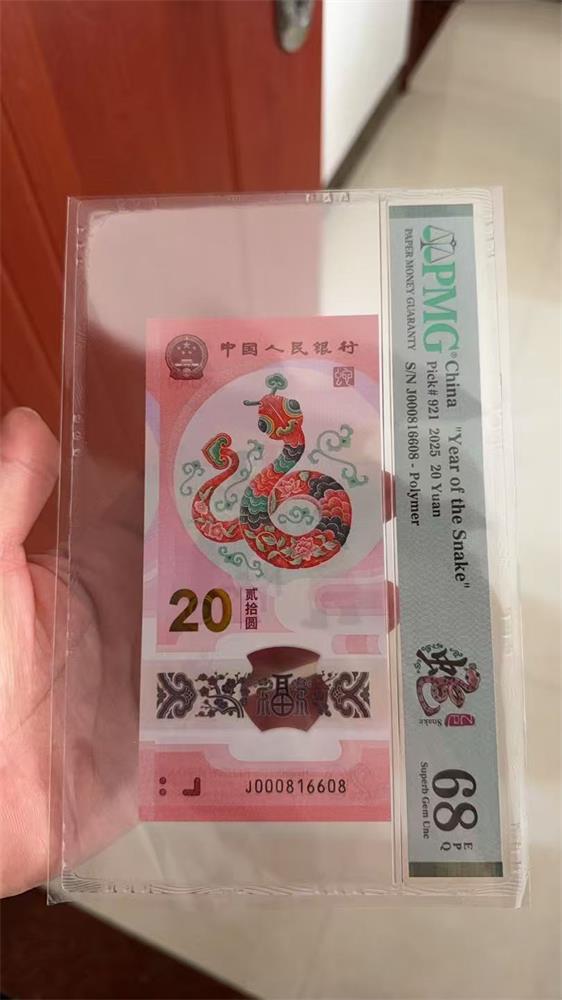 中国人民银行
20
贰拾圆
J000816608
PMG®
PAPER MONEY GUARANTY
China "Year of the Snake"
Pick# 921 2025 20 Yuan
S/N J000816608 - Polymer
蛇
Snake
68 EPQ
Superb Gem Unc